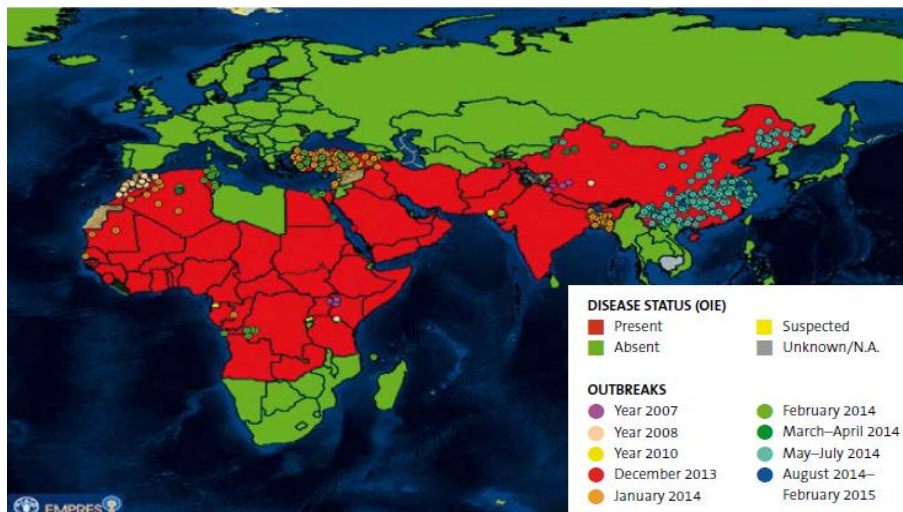 DISEASE STATUS (OIE)
Present
Absent
Suspected
Unknown/N.A.
OUTBREAKS
Year 2007
Year 2008
Year 2010
December 2013
January 2014
February 2014
March–April 2014
May–July 2014
August 2014–
February 2015
EMPRES